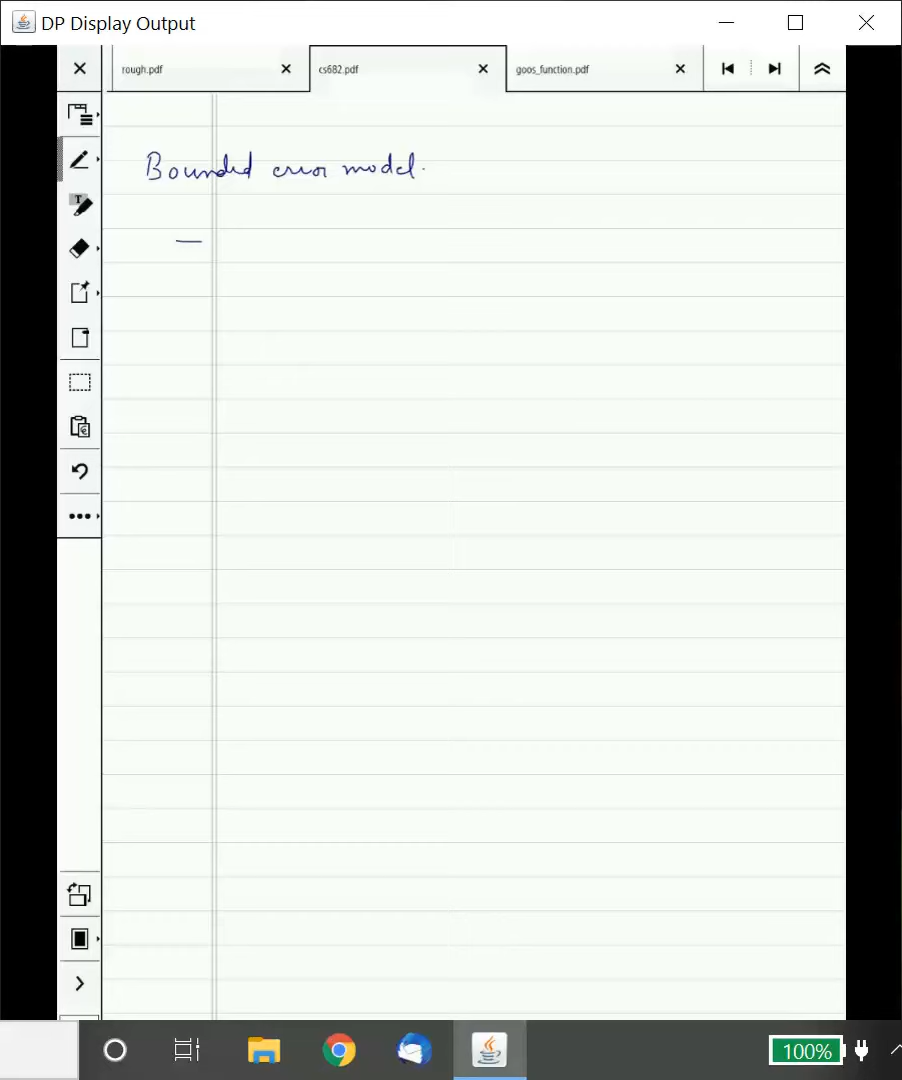 DP Display Output
rough.pdf cs682.pdf goos_function.pdf
Bounded error model.
—
100%